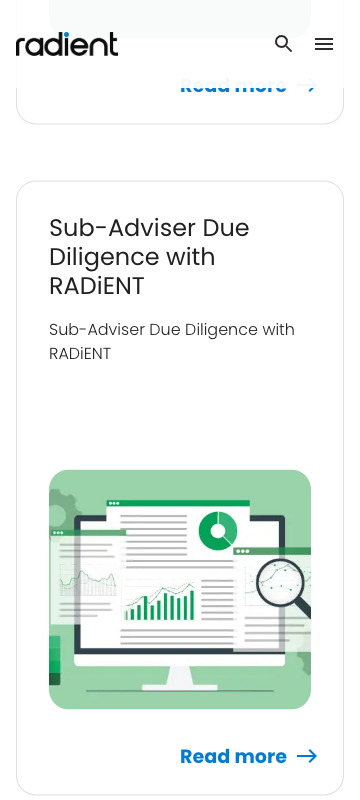 radient
Read more
Sub-Adviser Due
Diligence with
RADiENT
Sub-Adviser Due Diligence with
RADiENT
Read more